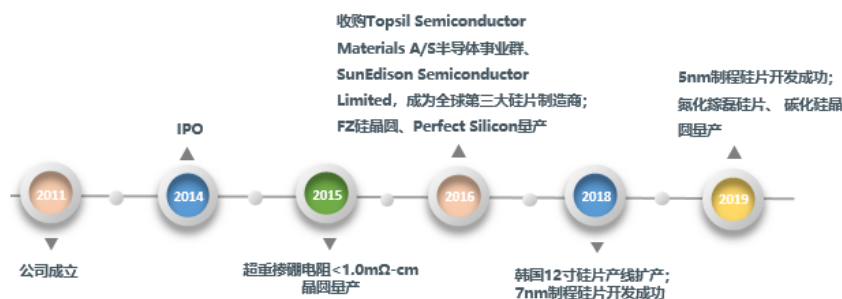 收购Topsil Semiconductor
Materials A/S半导体事业群、
SunEdison Semiconductor
Limited，成为全球第三大硅片制造商；
FZ硅晶圆、Perfect Silicon量产
5nm制程硅片开发成功；
氮化镓磊硅片、碳化硅晶
圆量产
IPO
2011
2014
2015
2016
2018
2019
公司成立
超重掺硼电阻<1.0mΩ-cm
晶圆量产
韩国12寸硅片产线扩产；
7nm制程硅片开发成功